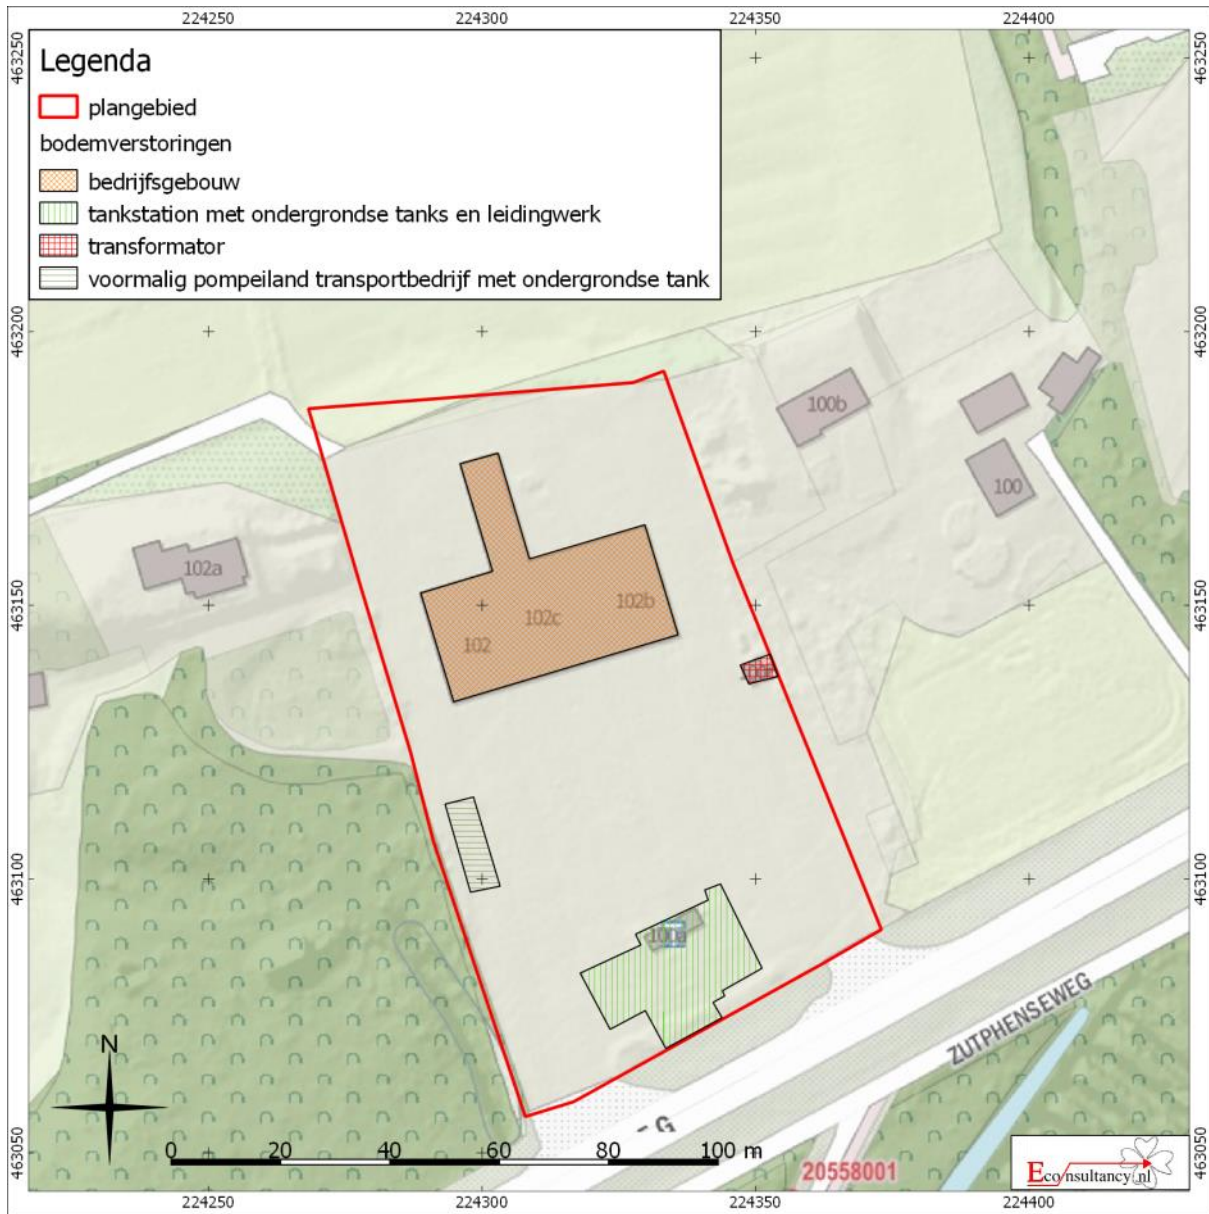 224250 224300 224350 224400
463250 463250
Legenda
plangebied
bodemverstoringen
bedrijfsgebouw
tankstation met ondergrondse tanks en leidingwerk
transformator
voormalig pompeiland transportbedrijf met ondergrondse tank
463200 463200
100b
100
102a
463150 463150
102b
102c
102
463100 463100
100a
ZUTPHENSEWEG
N
E G
0 20 40 60 80 100 m
463050 463050
20558001
Econsultancy.nl
224250 224300 224350 224400